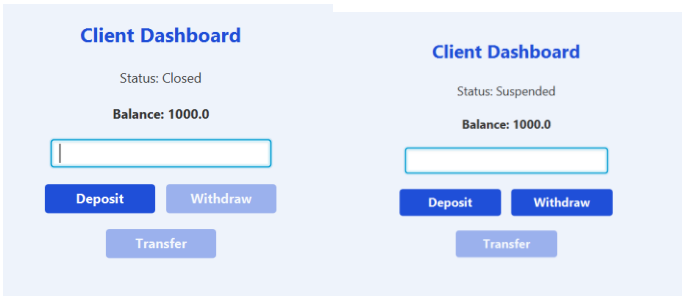 Client Dashboard
Status: Closed
Balance: 1000.0
Deposit
Withdraw
Transfer
Client Dashboard
Status: Suspended
Balance: 1000.0
Deposit
Withdraw
Transfer